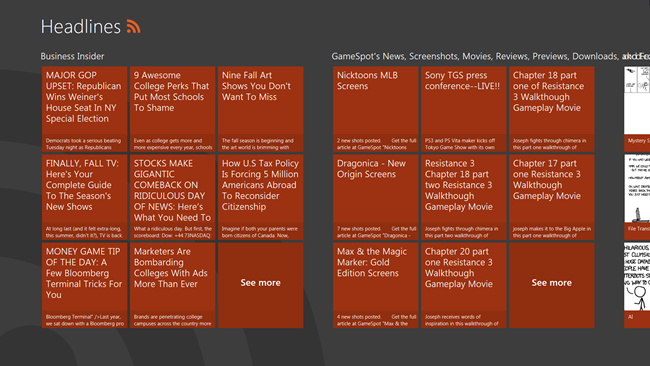 Headlines
Business Insider
MAJOR GOP
UPSET: Republican
Wins Weiner's
House Seat In NY
Special Election
Democrats took a serious beating
Tuesday night as Republicans
9 Awesome
College Perks That
Put Most Schools
To Shame
Even as college gets more and
more expensive every year, schools
Nine Fall Art
Shows You Don't
Want To Miss
The fall season is beginning and
the art world is brimming with
FINALLY, FALL TV:
Here's Your
Complete Guide
To The Season's
New Shows
At long last (and it felt extra-long,
this summer, didn't it?), TV is back.
STOCKS MAKE
GIGANTIC
COMEBACK ON
RIDICULOUS DAY
OF NEWS: Here's
What You Need To
What a ridiculous day. But first, the
scoreboard: Dow: +44.73NASDAQ:
How U.S Tax Policy
Is Forcing 5 Million
Americans Abroad
To Reconsider
Citizenship
Imagine if both your parents were
born citizens of Canada. Now,
MONEY GAME TIP
OF THE DAY: A
Few Bloomberg
Terminal Tricks For
You
Bloomberg Terminal" />Last year,
we sat down with a Bloomberg pro
Marketers Are
Bombarding
Colleges With Ads
More Than Ever
Brands are penetrating college
campuses across the country more
See more
GameSpot's News, Screenshots, Movies, Reviews, Previews, Downloads,
Nicktoons MLB
Screens
2 new shots posted. Get the full
article at GameSpot "Nicktoons
Sony TGS press
conference--LIVE!!
PS3 and PS Vita maker kicks off
Tokyo Game Show with its own
Chapter 18 part
one of Resistance
3 Walkthough
Gameplay Movie
Joseph fights through chimera in
this part one walkthrough of
Dragonica - New
Origin Screens
7 new shots posted. Get the full
article at GameSpot "Dragonica -
Resistance 3
Chapter 18 part
two Resistance 3
Walkthrough
Gameplay Movie
Joseph fights through chimera in
this part two walkthrough of
Chapter 17 part
one Resistance 3
Walkthrough
Gameplay Movie
Joseph makes it to the Big Apple in
this part one walkthrough of
Max & the Magic
Marker: Gold
Edition Screens
4 new shots posted. Get the full
article at GameSpot "Max & the
Chapter 20 part
one Resistance 3
Walkthrough
Gameplay Movie
Joseph receives words of
inspiration in this walkthrough of
See more
Mystery S
File Trans
AI